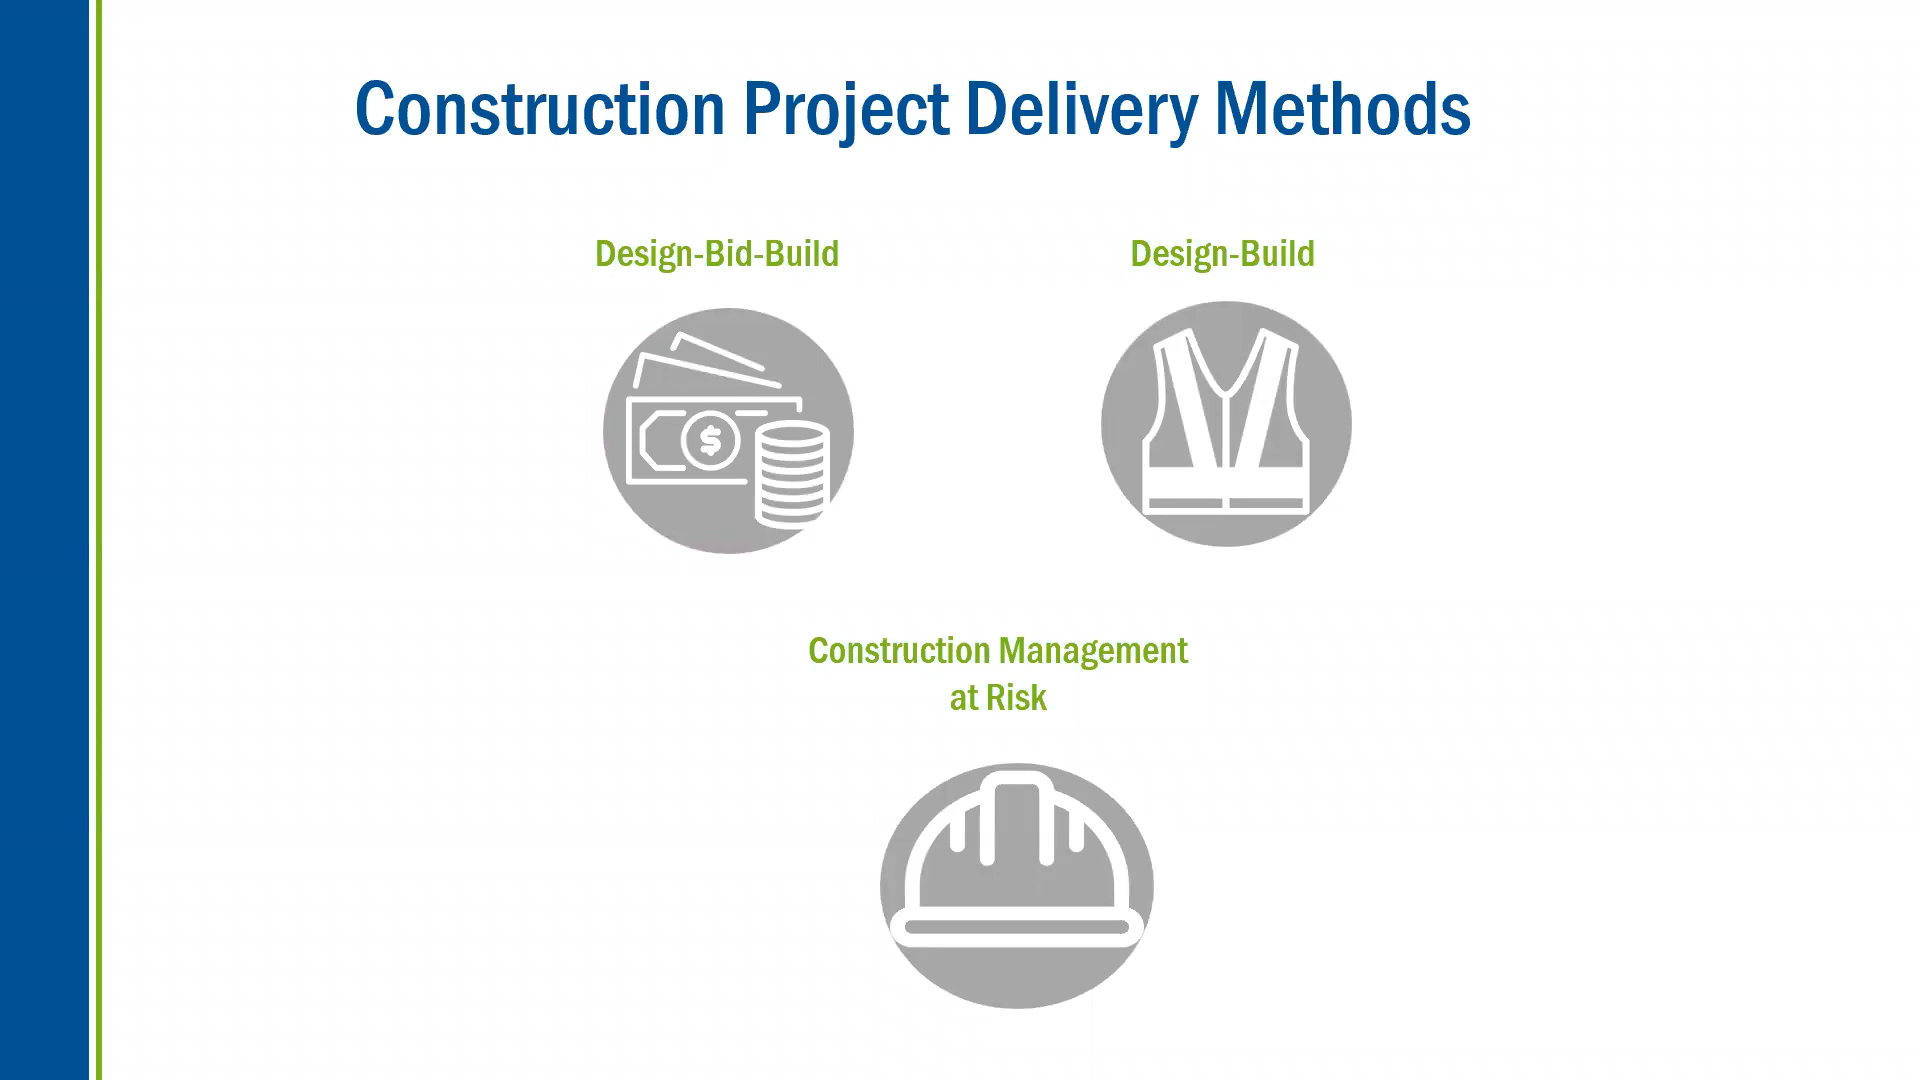 Construction Project Delivery Methods
Design-Bid-Build
Design-Build
$
Construction Management
at Risk